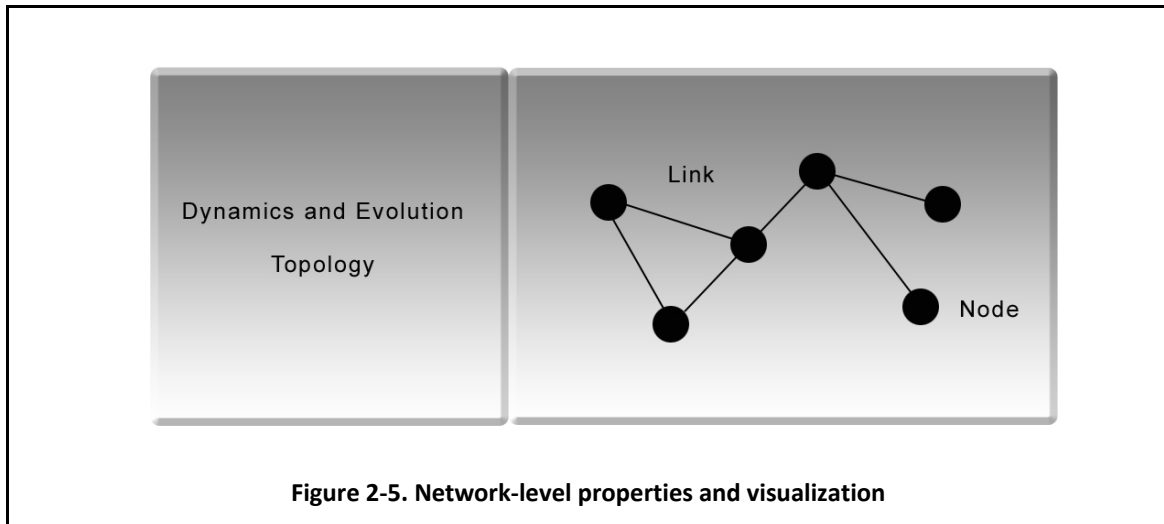 Dynamics and Evolution
Topology
Link
Node
Figure 2-5. Network-level properties and visualization